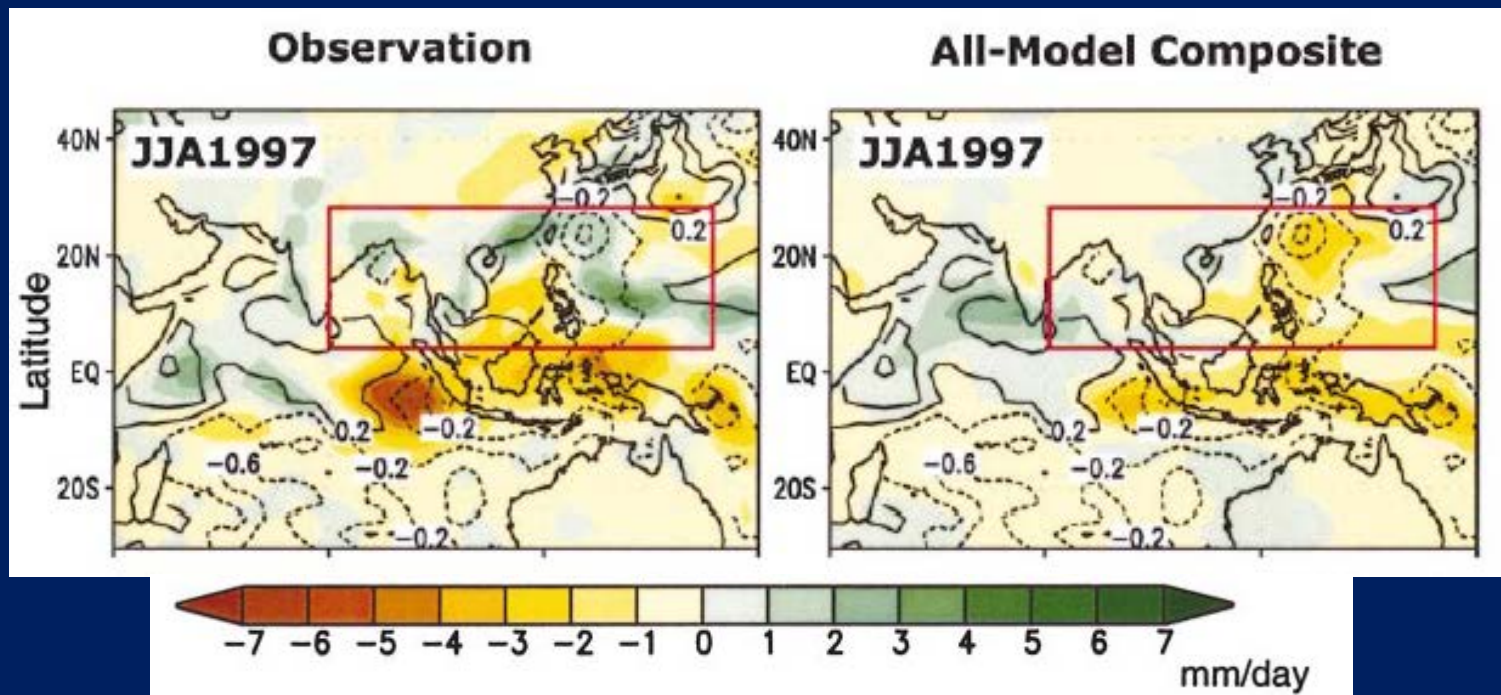 Observation
All-Model Composite
Latitude
40N
20N
EQ
20S
JJA1997
-0.2
0.2
0.2
-0.2
-0.6
-0.2
-0.2
40N
20N
EQ
20S
JJA1997
-0.2
0.2
0.2
-0.2
-0.6
-0.2
-0.2
-7 -6 -5 -4 -3 -2 -1 0 1 2 3 4 5 6 7
mm/day